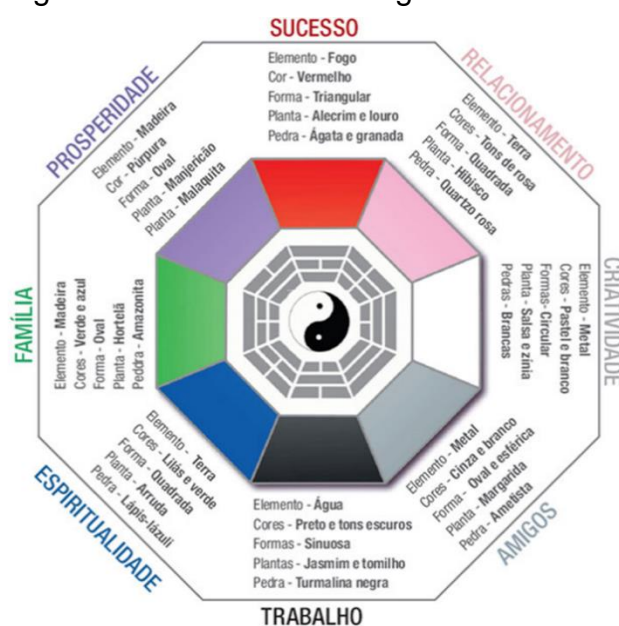 SUCESSO
Elemento - Fogo
Cor - Vermelho
Forma - Triangular
Planta - Alecrim e louro
Pedra - Ágata e granada
RELACIONAMENTO
Elemento - Terra
Cores - Tons de rosa
Forma - Quadrada
Planta - Hibisco
Pedra - Quartzo rosa
CRIATIVIDADE
Elemento - Metal
Cores - Pastel e branco
Formas- Circular
Planta - Salsa e zínia
Pedras - Brancas
AMIGOS
Elemento - Metal
Cores - Cinza e branco
Forma - Oval e esférica
Planta - Margarida
Pedra - Ametista
TRABALHO
Elemento - Água
Cores - Preto e tons escuros
Formas - Sinuosa
Plantas - Jasmim e tomilho
Pedra - Turmalina negra
ESPIRITUALIDADE
Elemento - Terra
Cores - Lilás e verde
Forma - Quadrada
Planta - Arruda
Pedra - Lápis-lázuli
FAMÍLIA
Elemento - Madeira
Cores - Verde e azul
Forma - Oval
Planta - Hortelã
Peddra - Amazonita
PROSPERIDADE
Elemento - Madeira
Cor - Púrpura
Forma - Oval
Planta - Manjericão
Planta - Malaquita